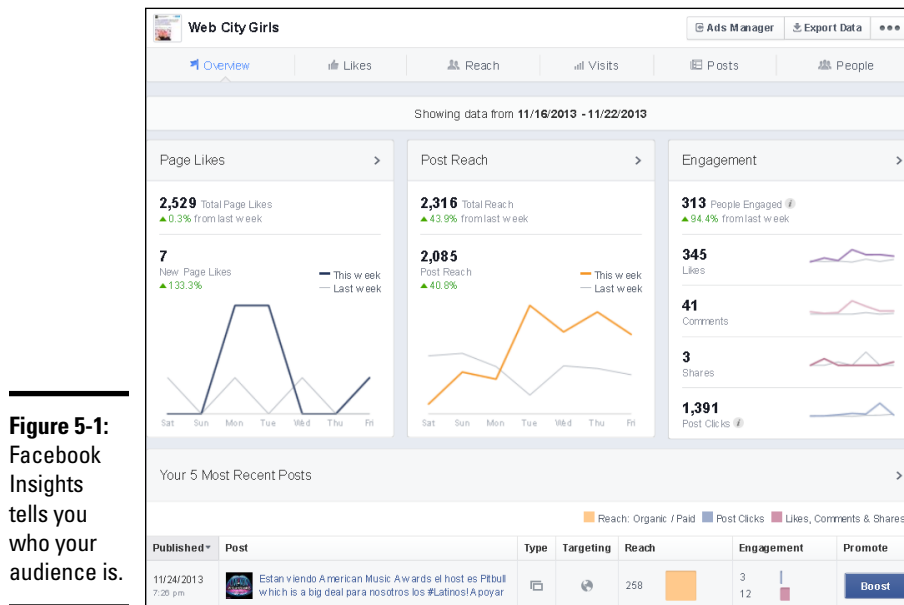 Web City Girls
Ads Manager
Export Data
Overview
Likes
Reach
Visits
Posts
People
Showing data from 11/16/2013 - 11/22/2013
Page Likes
2,529 Total Page Likes
0.3% from last week
7
New Page Likes
133.3%
This week
Last week
Sat Sun Mon Tue Wed Thu Fri
Post Reach
2,316 Total Reach
43.9% from last week
2,085
Post Reach
40.8%
This week
Last week
Sat Sun Mon Tue Wed Thu Fri
Engagement
313 People Engaged
94.4% from last week
345
Likes
41
Comments
3
Shares
1,391
Post Clicks
Your 5 Most Recent Posts
Reach: Organic / Paid Post Clicks Likes, Comments & Shares
Published Post Type Targeting Reach Engagement Promote
11/24/2013
7:26 pm
Estan viendo American Music Awards el host es Pitbull
which is a big deal para nosotros los #Latinos! Apoyar
258
3
12
Boost
Figure 5-1:
Facebook
Insights
tells you
who your
audience is.